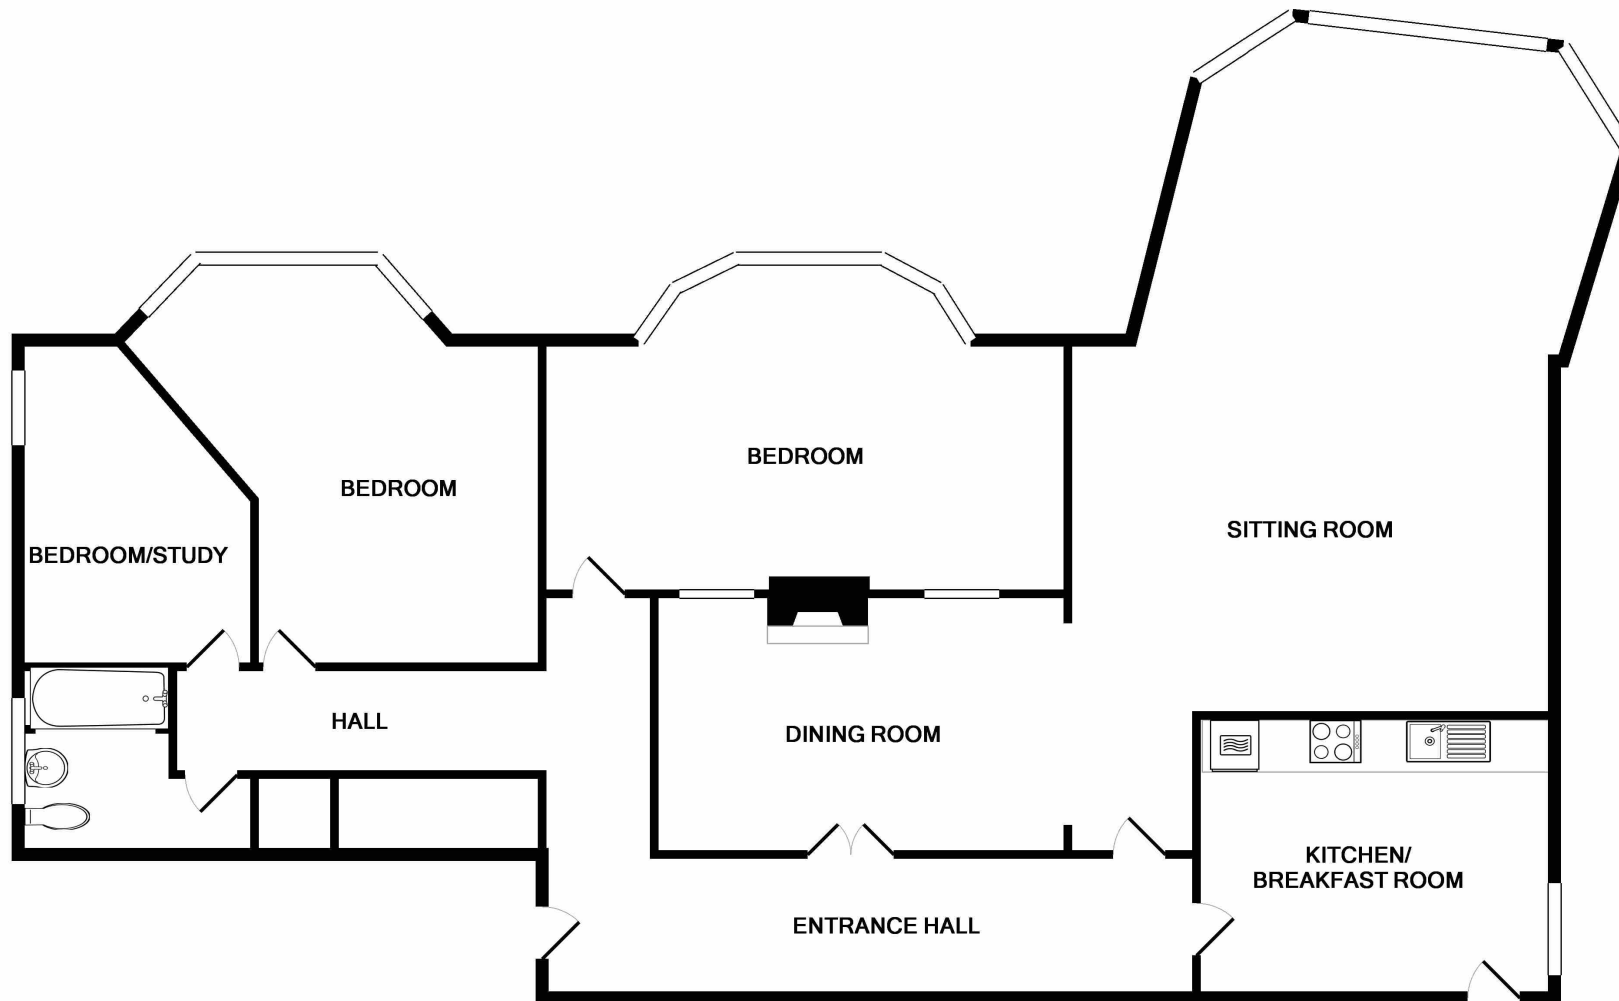 BEDROOM
BEDROOM
BEDROOM/STUDY
SITTING ROOM
HALL
DINING ROOM
KITCHEN/
BREAKFAST ROOM
ENTRANCE HALL